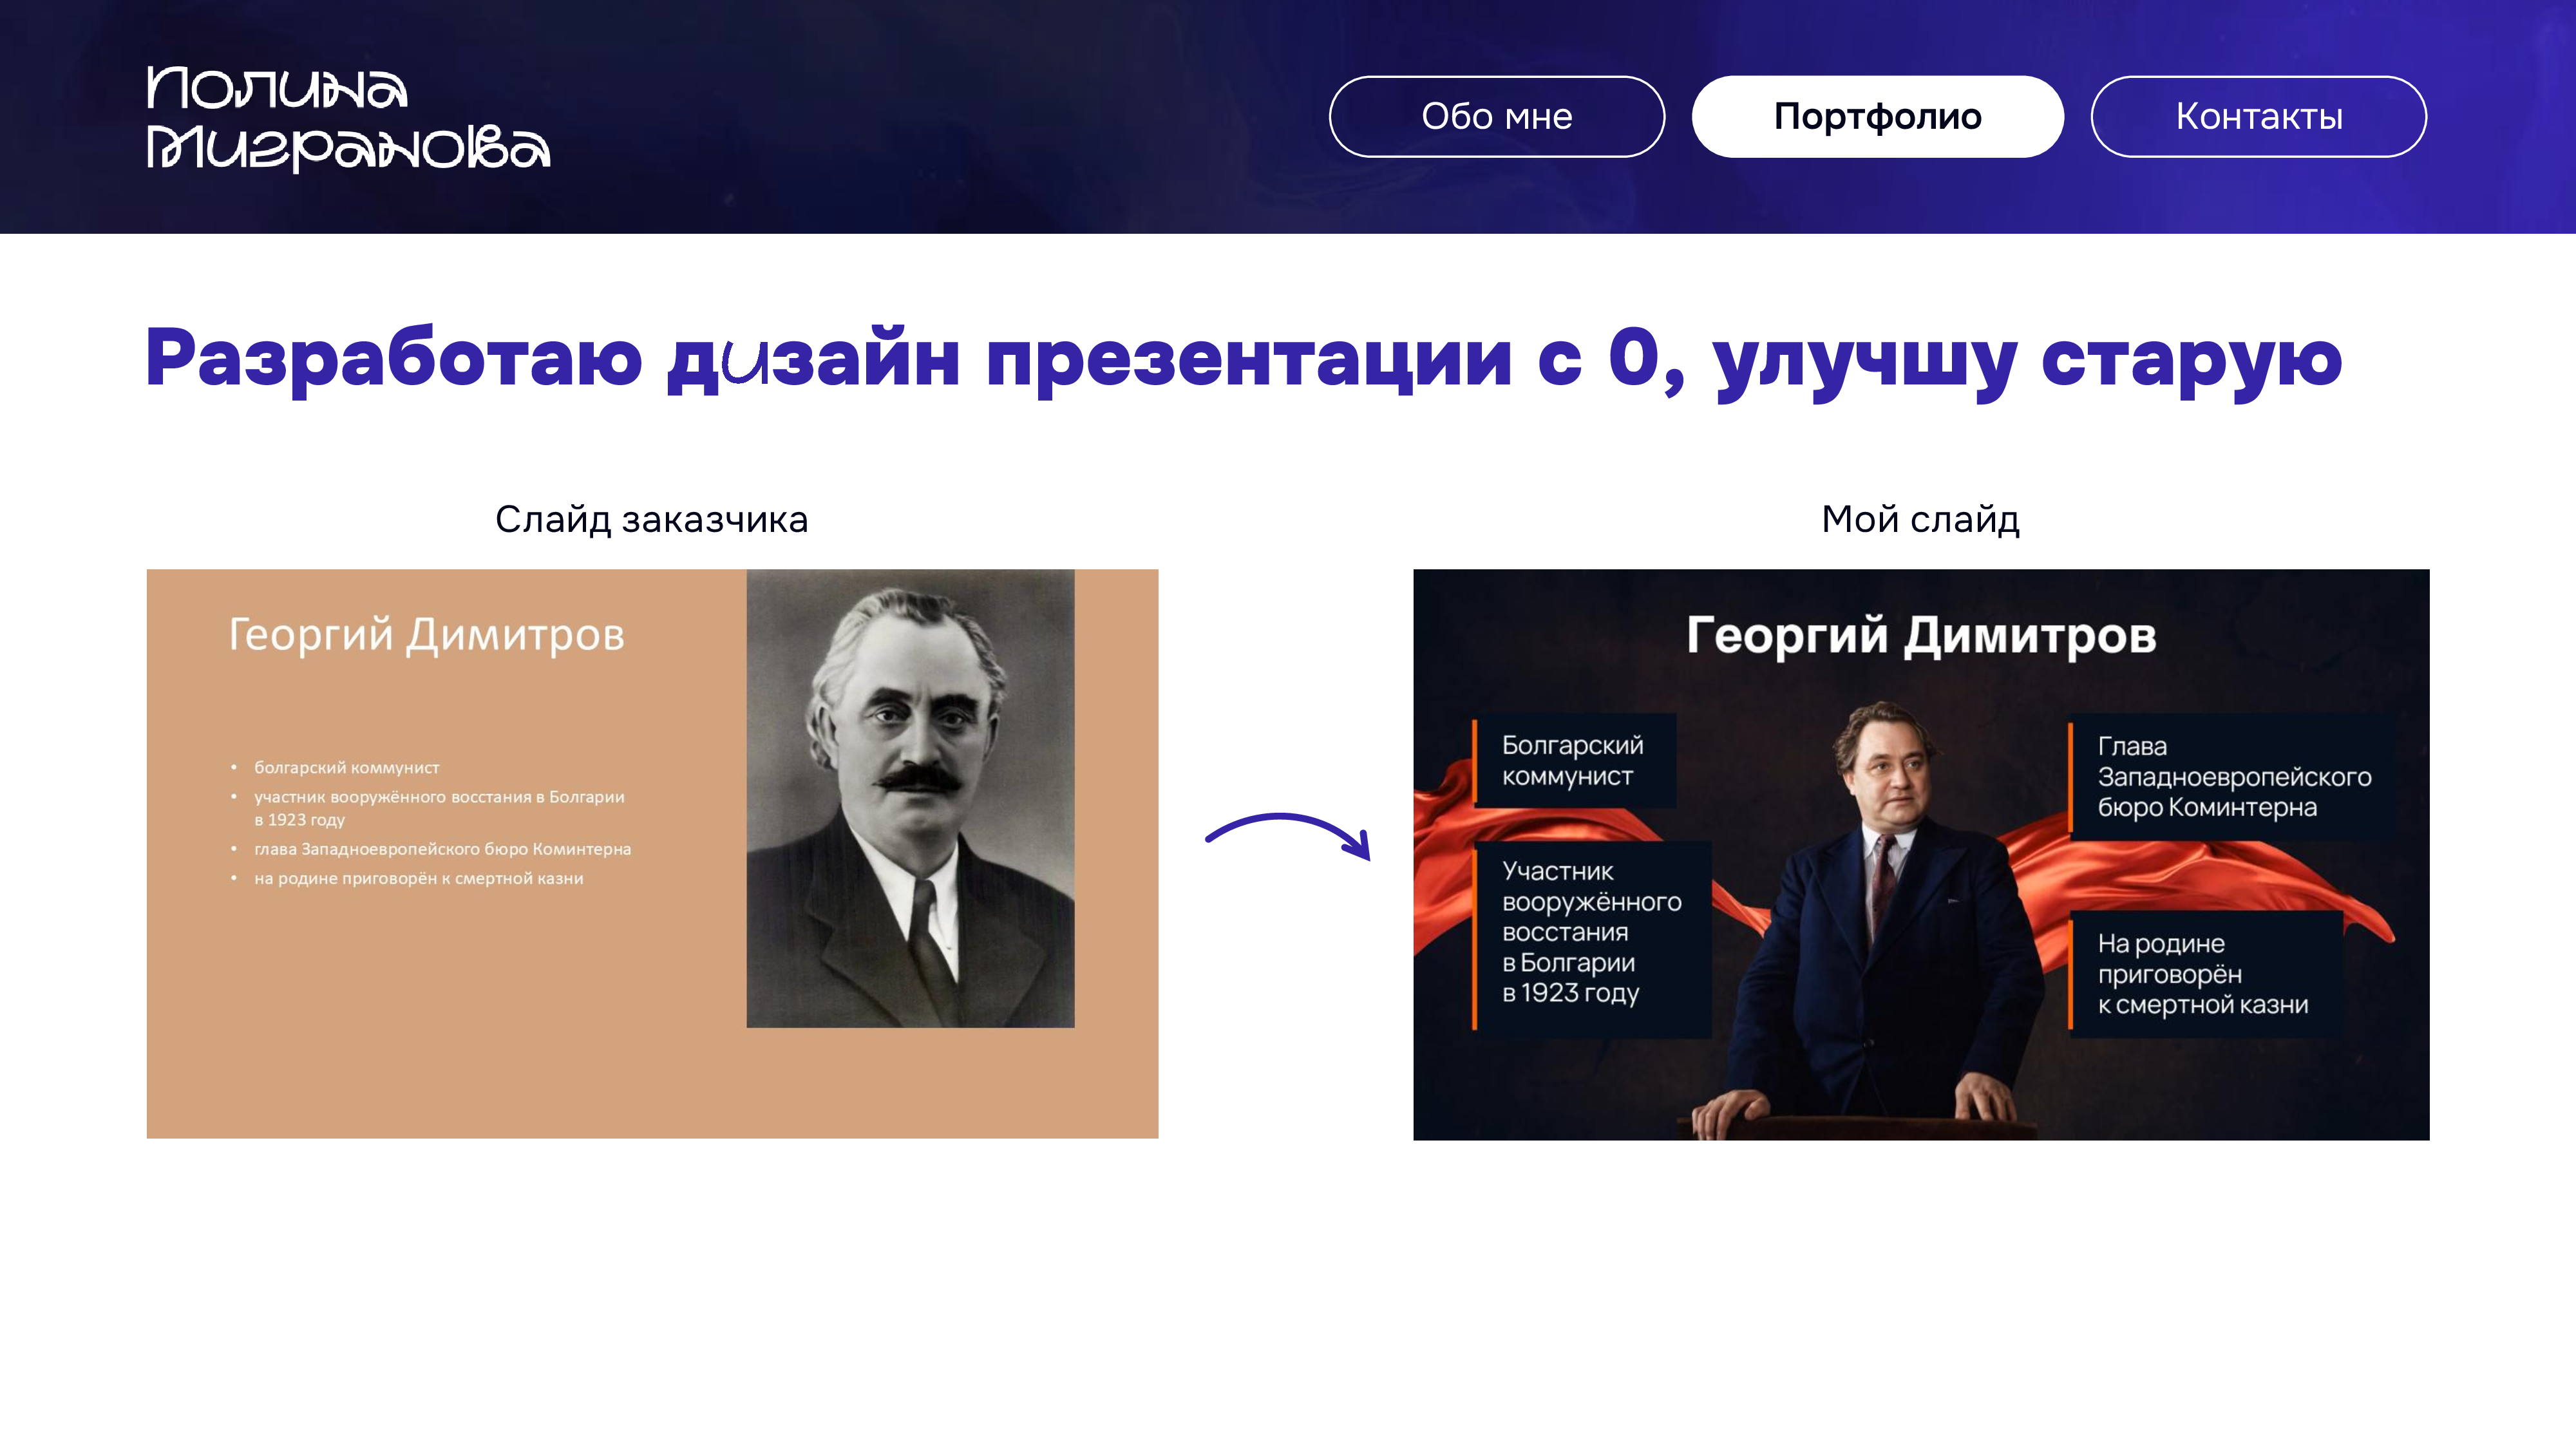 Полина
Мигранова
Обо мне
Портфолио
Контакты
Разработаю дизайн презентации с 0, улучшу старую
Слайд заказчика
Георгий Димитров
• болгарский коммунист
• участник вооружённого восстания в Болгарии
в 1923 году
• глава Западноевропейского бюро Коминтерна
• на родине приговорён к смертной казни
Мой слайд
Георгий Димитров
Болгарский
коммунист
Участник
вооружённого
восстания
в Болгарии
в 1923 году
Глава
Западноевропейского
бюро Коминтерна
На родине
приговорён
к смертной казни